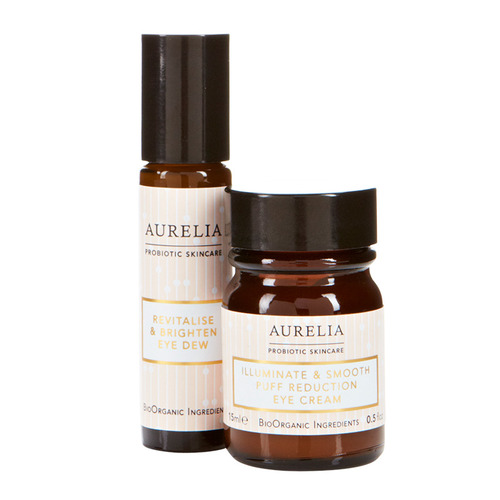 AURELIA
PROBIOTIC SKINCARE
REVITALISE
& BRIGHTEN
EYE DEW
BIOORGANIC INGREDIENTS
AURELIA
PROBIOTIC SKINCARE
ILLUMINATE & SMOOTH
PUFF REDUCTION
EYE CREAM
15ml℮ BIOORGANIC INGREDIENTS 0.5 fl